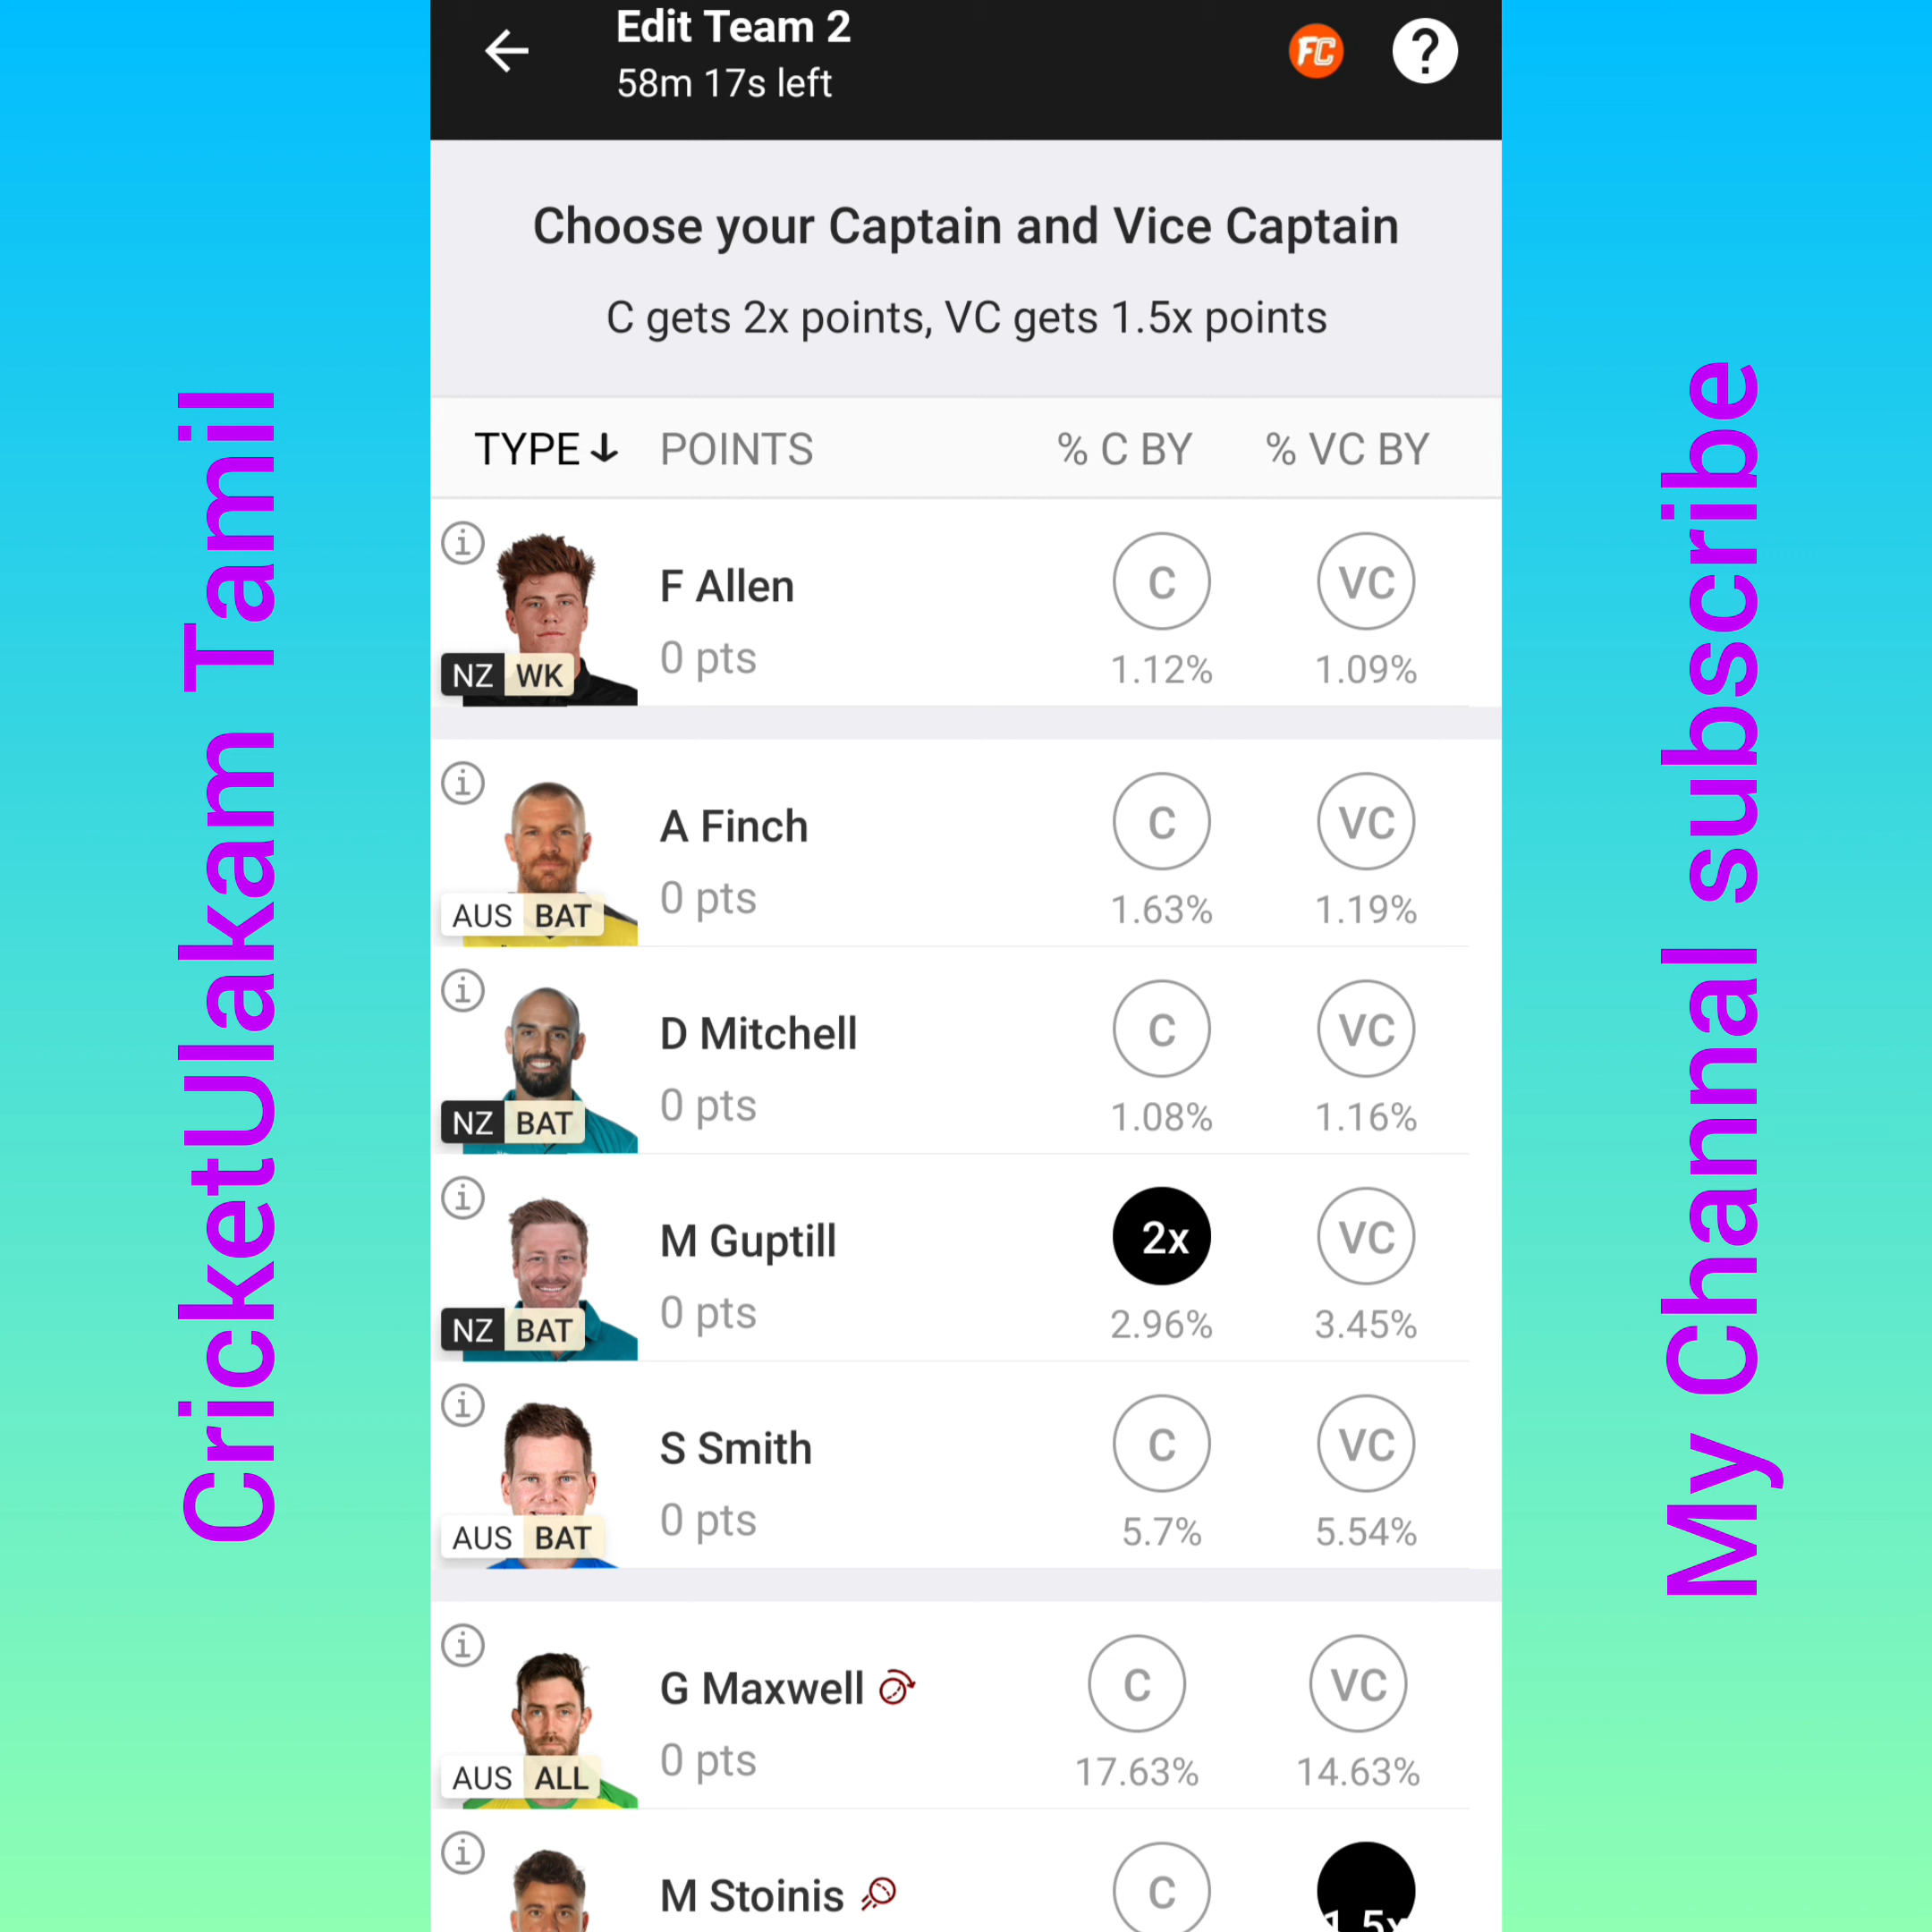 CricketUlakam Tamil
Edit Team 2
58m 17s left
FC
?
Choose your Captain and Vice Captain
C gets 2x points, VC gets 1.5x points
TYPE↓ POINTS % C BY % VC BY
i
F Allen C VC
NZ WK 0 pts 1.12% 1.09%
i
A Finch C VC
AUS BAT 0 pts 1.63% 1.19%
i
D Mitchell C VC
NZ BAT 0 pts 1.08% 1.16%
i
M Guptill 2x VC
NZ BAT 0 pts 2.96% 3.45%
i
S Smith C VC
AUS BAT 0 pts 5.7% 5.54%
i
G Maxwell C VC
AUS ALL 0 pts 17.63% 14.63%
i
M Stoinis C 1.5x
My Channal subscribe